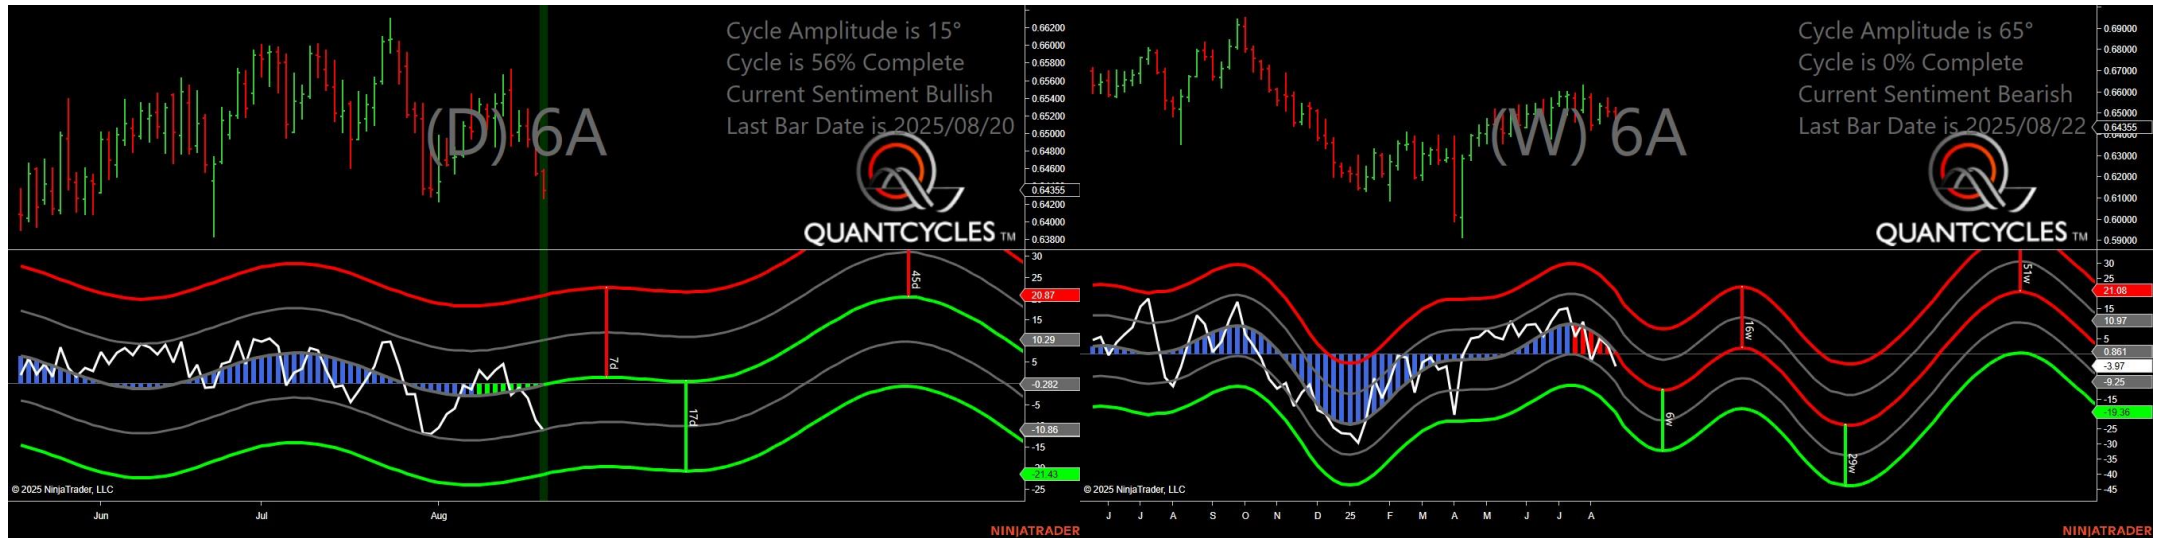 Cycle Amplitude is 15°
Cycle is 56% Complete
Current Sentiment Bullish
Last Bar Date is 2025/08/20
(D) 6A
QUANTCYCLES TM
0.66200
0.66000
0.65800
0.65600
0.65400
0.65200
0.65000
0.64800
0.64600
0.64355
0.64200
0.64000
0.63800
30
25
20.87
15
10.29
5
-0.282
-5
-10.86
-15
-21.43
-25
7d
17d
45d
© 2025 NinjaTrader, LLC
Jun
Jul
Aug
NINJATRADER
Cycle Amplitude is 65°
Cycle is 0% Complete
Current Sentiment Bearish
Last Bar Date is 2025/08/22
(W) 6A
QUANTCYCLES TM
0.69000
0.68000
0.67000
0.66000
0.65000
0.64355
0.63000
0.62000
0.61000
0.60000
0.59000
30
25
21.08
15
10.97
5
0.861
-3.97
-9.25
-15
-19.36
-25
-30
-35
-40
-45
6w
16w
29w
51w
© 2025 NinjaTrader, LLC
J
J
A
S
O
N
D
25
F
M
A
M
J
J
A
NINJATRADER